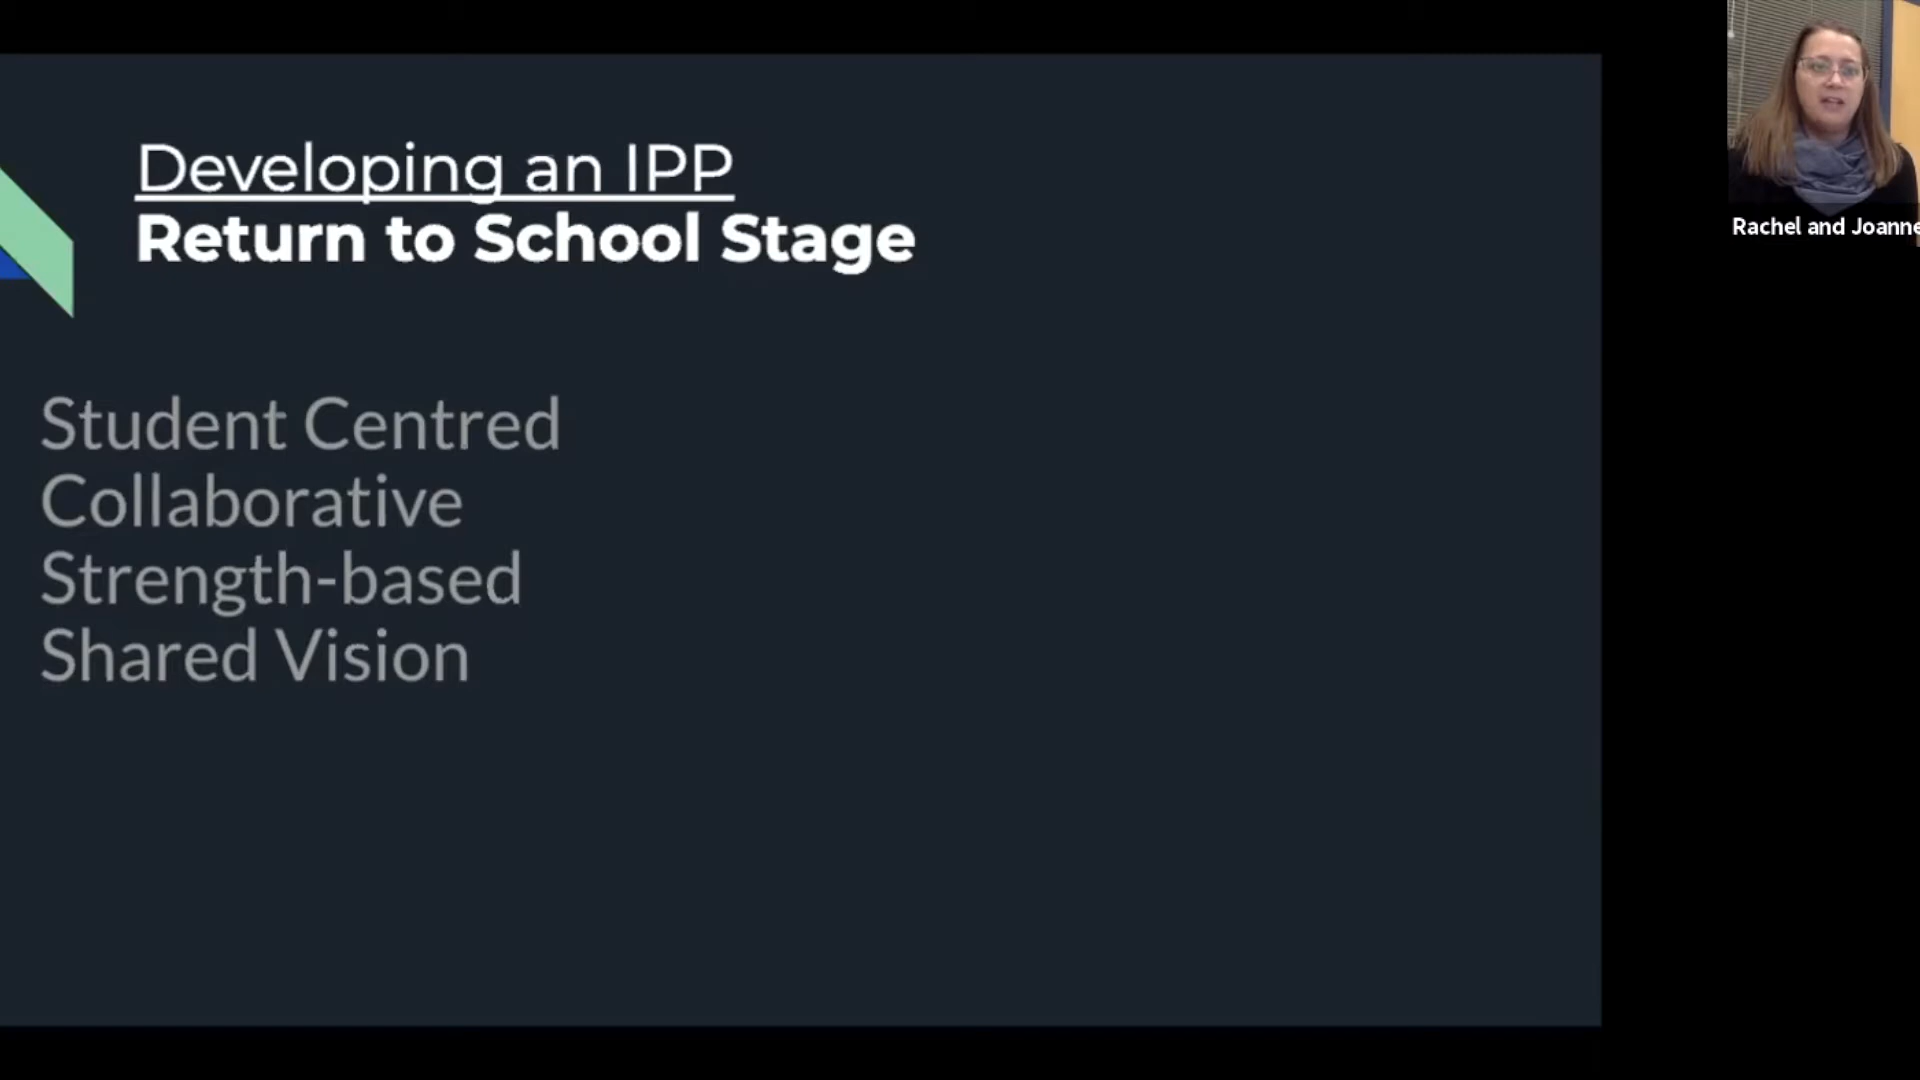 Developing an IPP
Return to School Stage
Student Centred
Collaborative
Strength-based
Shared Vision
Rachel and Joanne